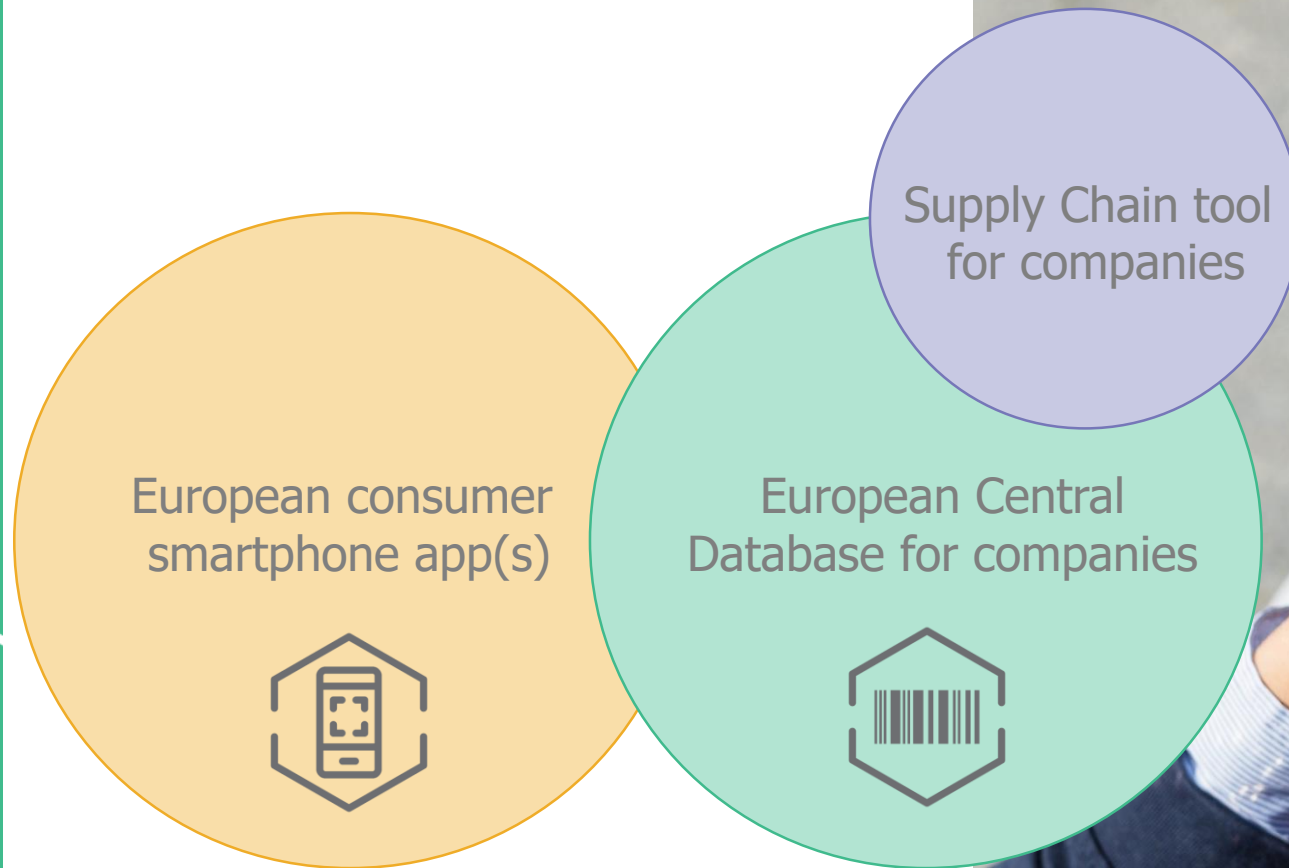 Supply Chain tool
for companies
European consumer
smartphone app(s)
European Central
Database for companies